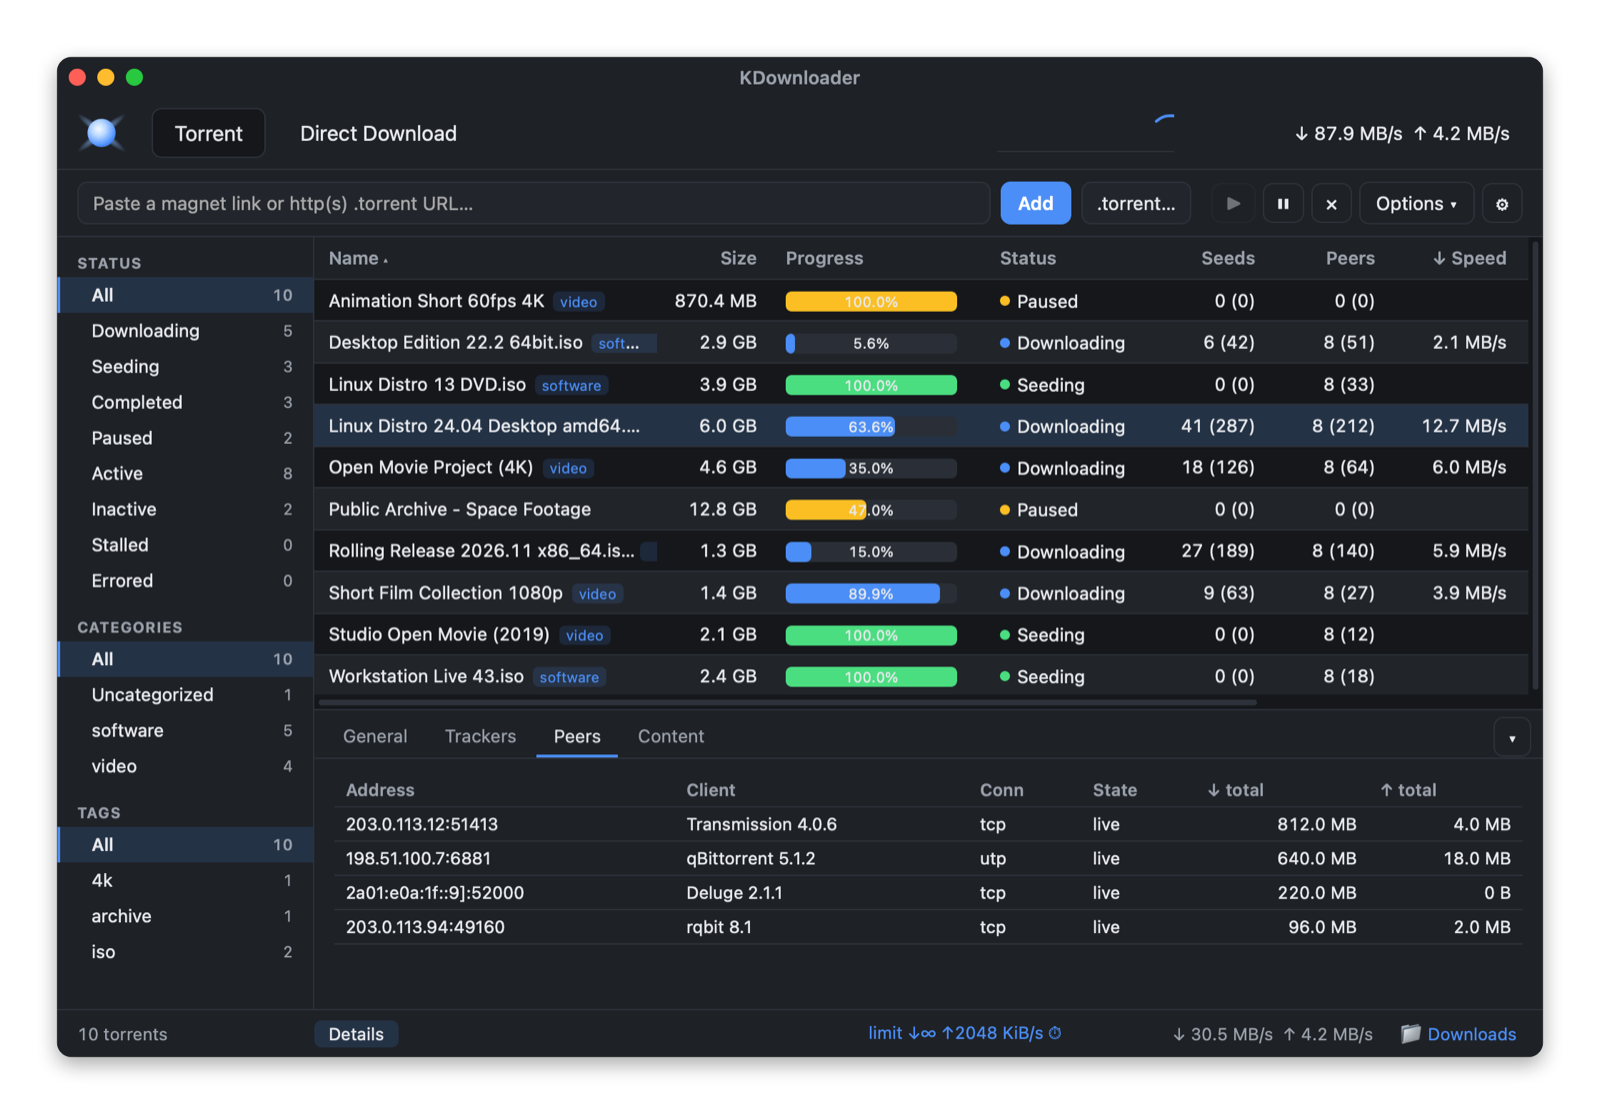 KDownloader
Torrent Direct Download ↓ 87.9 MB/s ↑ 4.2 MB/s
Paste a magnet link or http(s) .torrent URL... Add .torrent... ▶ ⏸ × Options ▾ ⚙
STATUS
All 10
Downloading 5
Seeding 3
Completed 3
Paused 2
Active 8
Inactive 2
Stalled 0
Errored 0
CATEGORIES
All 10
Uncategorized 1
software 5
video 4
TAGS
All 10
4k 1
archive 1
iso 2
Name ▴ Size Progress Status Seeds Peers ↓ Speed
Animation Short 60fps 4K video 870.4 MB 100.0% Paused 0 (0) 0 (0)
Desktop Edition 22.2 64bit.iso soft... 2.9 GB 5.6% Downloading 6 (42) 8 (51) 2.1 MB/s
Linux Distro 13 DVD.iso software 3.9 GB 100.0% Seeding 0 (0) 8 (33)
Linux Distro 24.04 Desktop amd64.... 6.0 GB 63.6% Downloading 41 (287) 8 (212) 12.7 MB/s
Open Movie Project (4K) video 4.6 GB 35.0% Downloading 18 (126) 8 (64) 6.0 MB/s
Public Archive - Space Footage 12.8 GB 47.0% Paused 0 (0) 0 (0)
Rolling Release 2026.11 x86_64.is... 1.3 GB 15.0% Downloading 27 (189) 8 (140) 5.9 MB/s
Short Film Collection 1080p video 1.4 GB 89.9% Downloading 9 (63) 8 (27) 3.9 MB/s
Studio Open Movie (2019) video 2.1 GB 100.0% Seeding 0 (0) 8 (12)
Workstation Live 43.iso software 2.4 GB 100.0% Seeding 0 (0) 8 (18)
General Trackers Peers Content ▾
Address Client Conn State ↓ total ↑ total
203.0.113.12:51413 Transmission 4.0.6 tcp live 812.0 MB 4.0 MB
198.51.100.7:6881 qBittorrent 5.1.2 utp live 640.0 MB 18.0 MB
2a01:e0a:1f::9]:52000 Deluge 2.1.1 tcp live 220.0 MB 0 B
203.0.113.94:49160 rqbit 8.1 tcp live 96.0 MB 2.0 MB
10 torrents Details limit ↓∞ ↑2048 KiB/s ⏱ ↓ 30.5 MB/s ↑ 4.2 MB/s Downloads